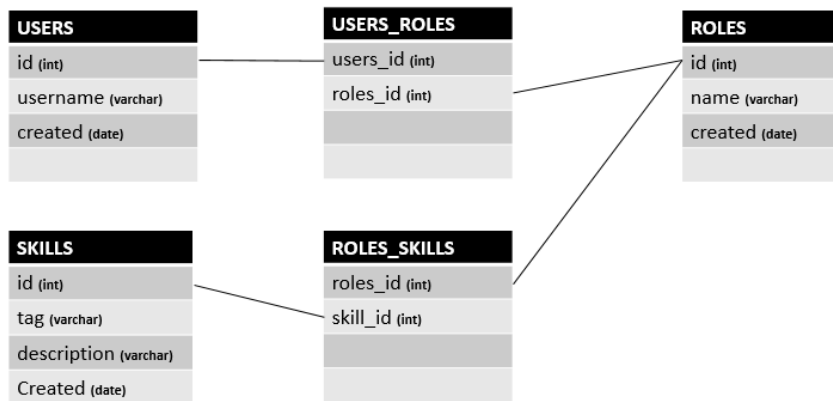 USERS
id (int)
username (varchar)
created (date)
USERS_ROLES
users_id (int)
roles_id (int)
ROLES
id (int)
name (varchar)
created (date)
SKILLS
id (int)
tag (varchar)
description (varchar)
Created (date)
ROLES_SKILLS
roles_id (int)
skill_id (int)